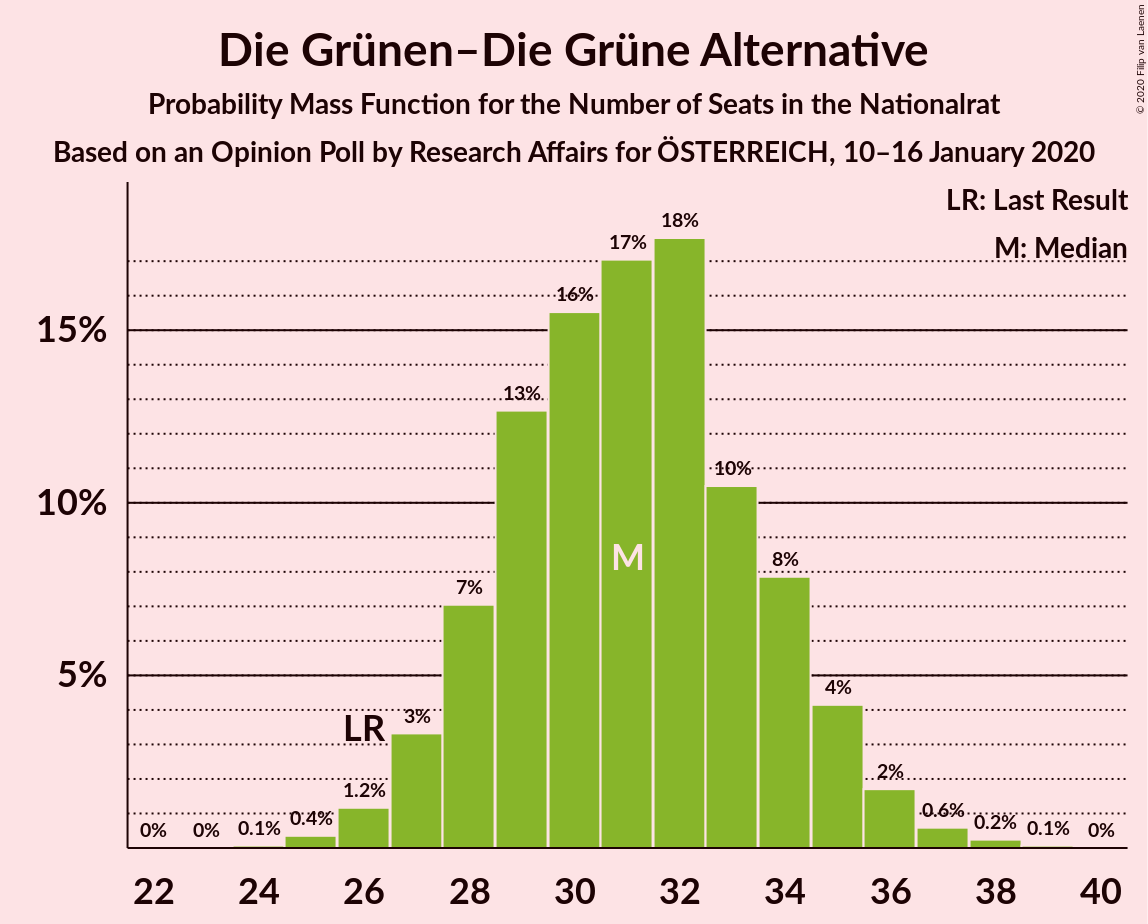 Die Grünen–Die Grüne Alternative
Probability Mass Function for the Number of Seats in the Nationalrat
Based on an Opinion Poll by Research Affairs for ÖSTERREICH, 10–16 January 2020
© 2020 Filip van Laenen
LR: Last Result
M: Median
18%
17%
16%
15%
13%
10%
10%
M
8%
7%
5%
4%
LR
3%
2%
1.2%
0.6%
0.4%
0.2%
0% 0% 0.1% 0.1% 0%
22 24 26 28 30 32 34 36 38 40